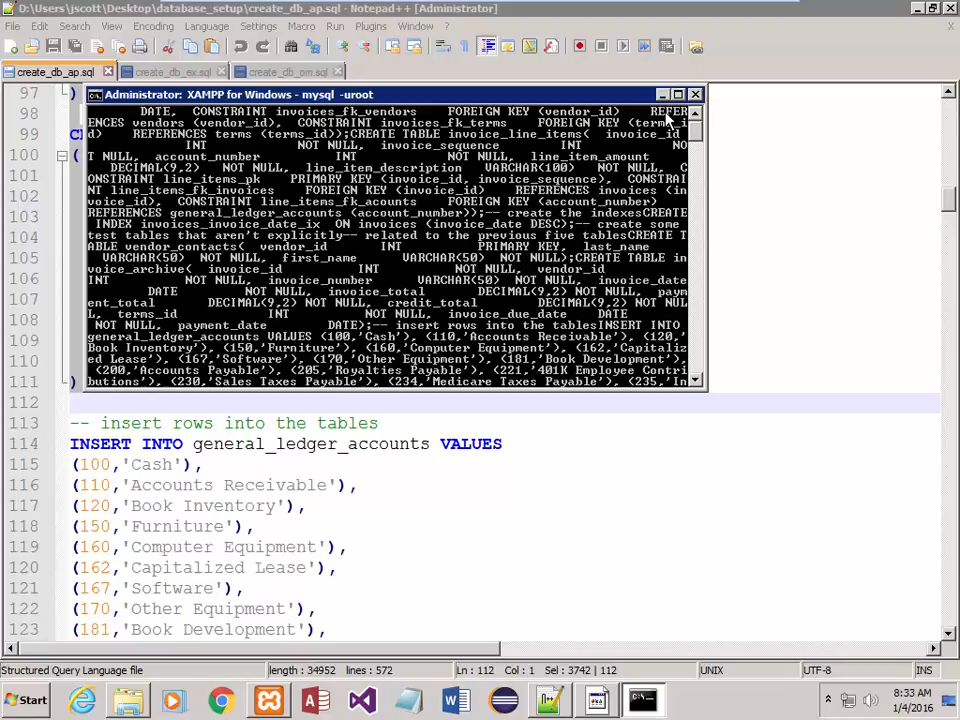 D:\Users\jscott\Desktop\database_setup\create_db_ap.sql - Notepad++ [Administrator]
File Edit Search View Encoding Language Settings Macro Run Plugins Window ?
create_db_ap.sql create_db_ex.sql create_db_om.sql
Administrator: XAMPP for Windows - mysql -uroot
DATE, CONSTRAINT invoices_fk_vendors FOREIGN KEY (vendor_id) REFER
ENCES vendors (vendor_id), CONSTRAINT invoices_fk_terms FOREIGN KEY (terms_i
d) REFERENCES terms (terms_id));CREATE TABLE invoice_line_items( invoice_id
INT NOT NULL, invoice_sequence INT NO
T NULL, account_number INT NOT NULL, line_item_amount
DECIMAL(9,2) NOT NULL, line_item_description VARCHAR(100) NOT NULL, C
ONSTRAINT line_items_pk PRIMARY KEY (invoice_id, invoice_sequence), CONSTRAI
NT line_items_fk_invoices FOREIGN KEY (invoice_id) REFERENCES invoices (in
voice_id), CONSTRAINT line_items_fk_acounts FOREIGN KEY (account_number)
REFERENCES general_ledger_accounts (account_number));-- create the indexesCREATE
INDEX invoices_invoice_date_ix ON invoices (invoice_date DESC);-- create some
test tables that aren't explicitly-- related to the previous five tablesCREATE T
ABLE vendor_contacts( vendor_id INT PRIMARY KEY, last_name
VARCHAR(50) NOT NULL, first_name VARCHAR(50) NOT NULL);CREATE TABLE in
voice_archive( invoice_id INT NOT NULL, vendor_id
INT NOT NULL, invoice_number VARCHAR(50) NOT NULL, invoice_date
DATE NOT NULL, invoice_total DECIMAL(9,2) NOT NULL, paym
ent_total DECIMAL(9,2) NOT NULL, credit_total DECIMAL(9,2) NOT NUL
L, terms_id INT NOT NULL, invoice_due_date DATE
NOT NULL, payment_date DATE);-- insert rows into the tablesINSERT INTO
general_ledger_accounts VALUES (100,'Cash'), (110,'Accounts Receivable'), (120,'
Book Inventory'), (150,'Furniture'), (160,'Computer Equipment'), (162,'Capitaliz
ed Lease'), (167,'Software'), (170,'Other Equipment'), (181,'Book Development'),
(200,'Accounts Payable'), (205,'Royalties Payable'), (221,'401K Employee Contri
butions'), (230,'Sales Taxes Payable'), (234,'Medicare Taxes Payable'), (235,'In
97 )
98
99
100 (
101
102
103
104
105
106
107
108
109
110
111 )
112
113 -- insert rows into the tables
114 INSERT INTO general_ledger_accounts VALUES
115 (100,'Cash'),
116 (110,'Accounts Receivable'),
117 (120,'Book Inventory'),
118 (150,'Furniture'),
119 (160,'Computer Equipment'),
120 (162,'Capitalized Lease'),
121 (167,'Software'),
122 (170,'Other Equipment'),
123 (181,'Book Development'),
Structured Query Language file length : 34952 lines : 572 Ln : 112 Col : 1 Sel : 3742 | 112 UNIX UTF-8 INS
Start
8:33 AM
1/4/2016